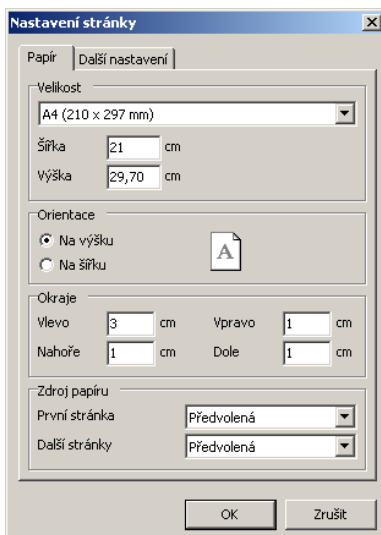 Nastavení stránky
Papír Další nastavení
Velikost
A4 (210 x 297 mm)
Šířka 21 cm
Výška 29,70 cm
Orientace
Na výšku
A
Na šířku
Okraje
Vlevo 3 cm Vpravo 1 cm
Nahoře 1 cm Dole 1 cm
Zdroj papíru
První stránka Předvolená
Další stránky Předvolená
OK Zrušit